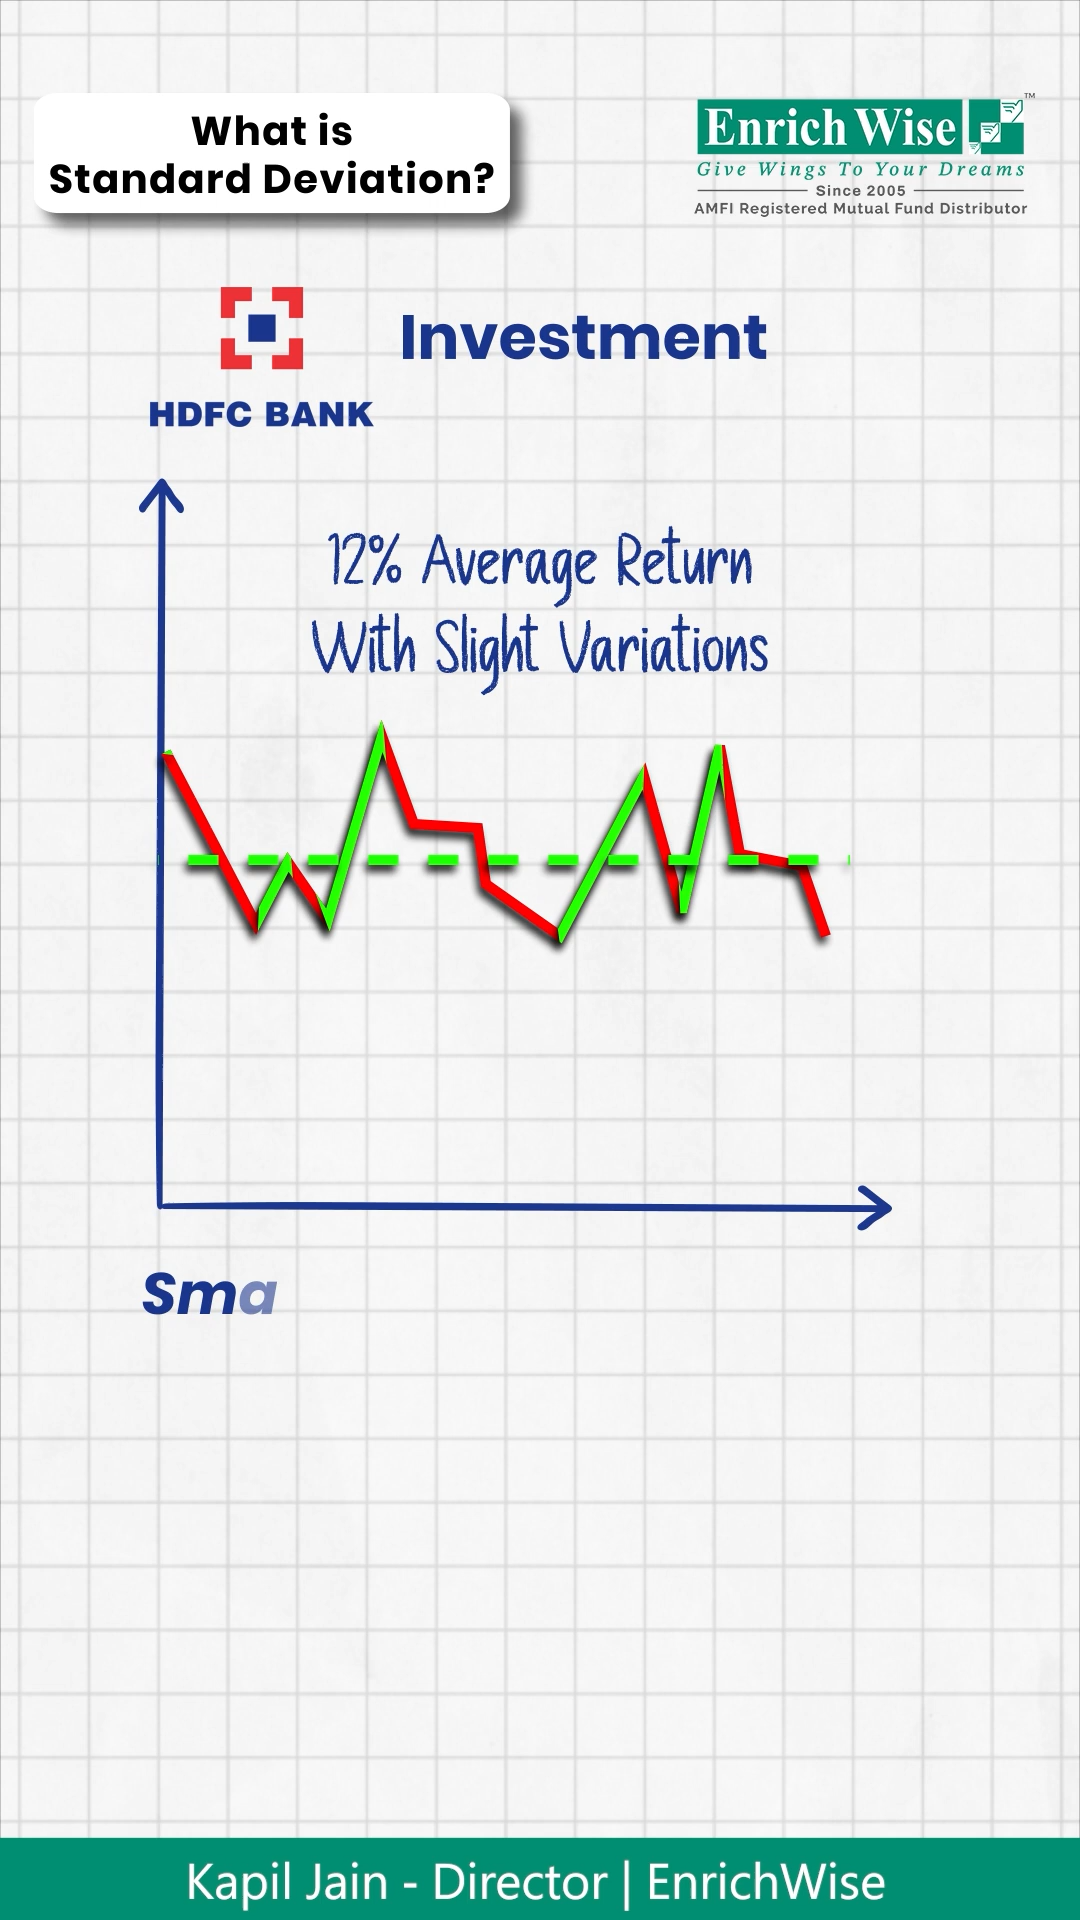 What is
Standard Deviation?
Enrich Wise
TM
Give Wings To Your Dreams
Since 2005
AMFI Registered Mutual Fund Distributor
HDFC BANK
Investment
12% Average Return
With Slight Variations
Sma
Kapil Jain - Director | EnrichWise